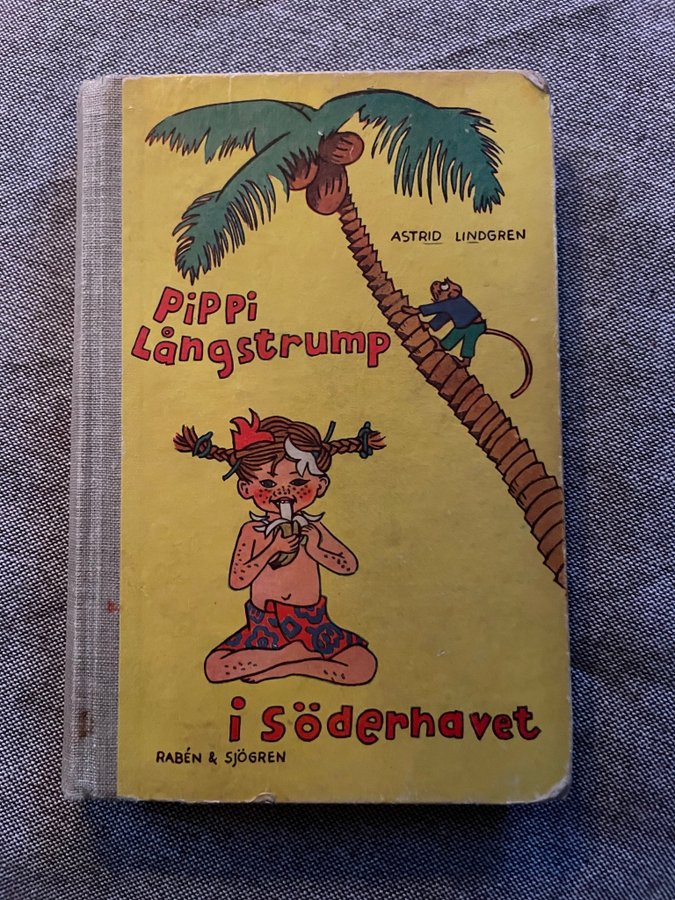 ASTRID LINDGREN
PiPPi
Långstrump
i Söderhavet
RABÉN & SJÖGREN